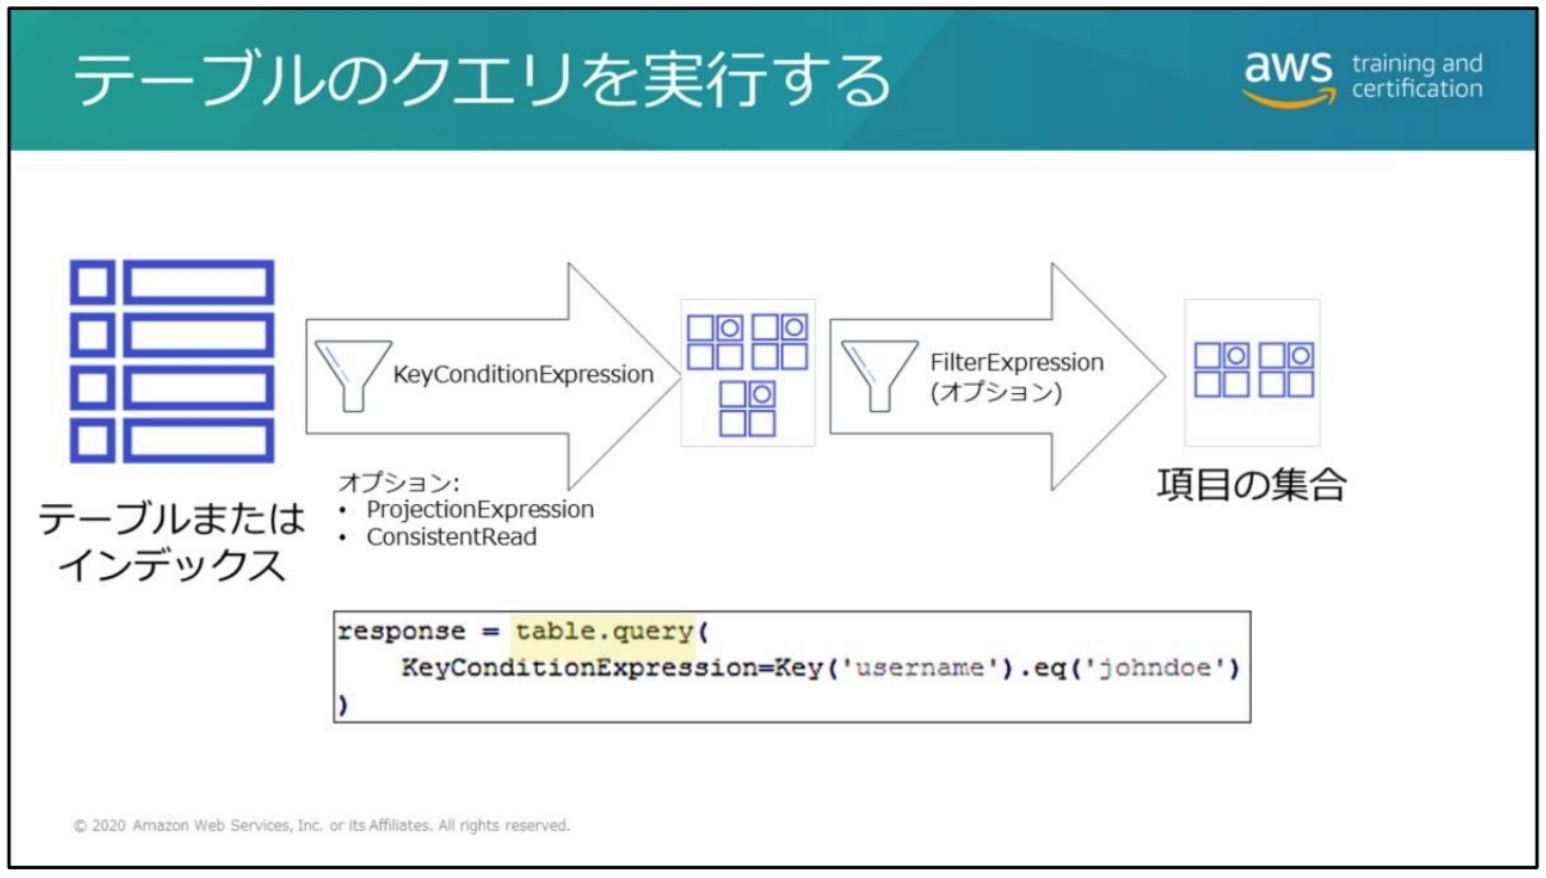 テーブルのクエリを実行する
aws training and
certification
KeyConditionExpression
FilterExpression
(オプション)
オプション:
• ProjectionExpression
• ConsistentRead
テーブルまたは
インデックス
項目の集合
response = table.query(
    KeyConditionExpression=Key('username').eq('johndoe')
)
© 2020 Amazon Web Services, Inc. or its Affiliates. All rights reserved.